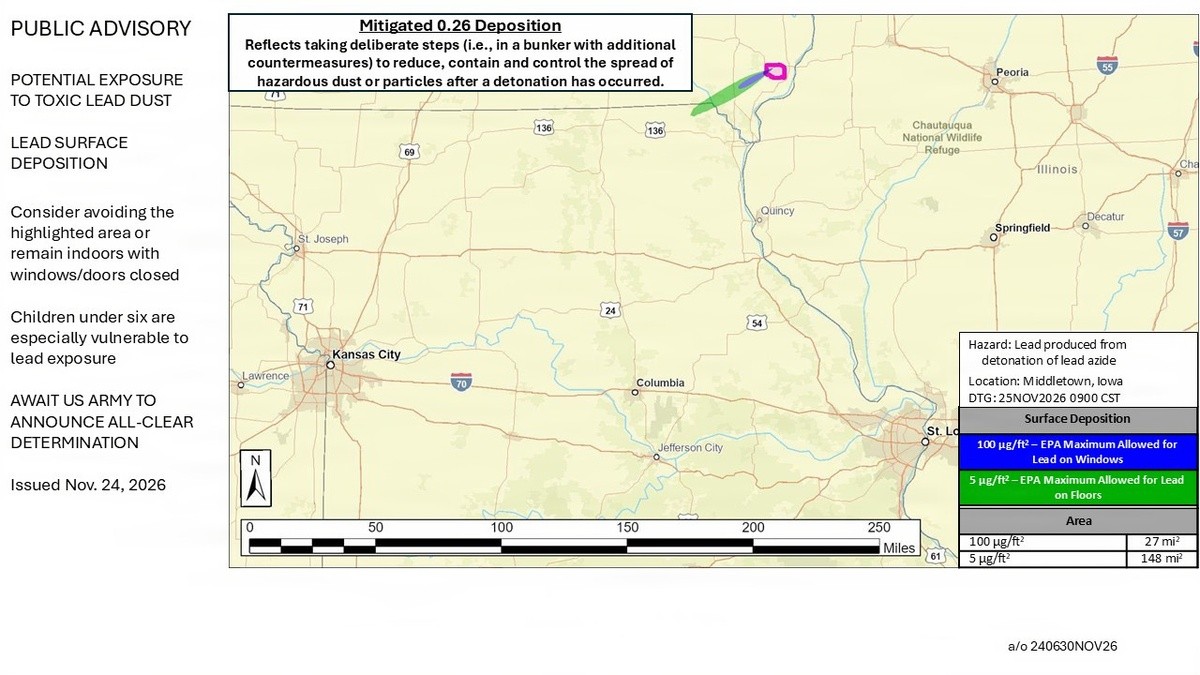 PUBLIC ADVISORY
POTENTIAL EXPOSURE
TO TOXIC LEAD DUST
LEAD SURFACE
DEPOSITION
Consider avoiding the
highlighted area or
remain indoors with
windows/doors closed
Children under six are
especially vulnerable to
lead exposure
AWAIT US ARMY TO
ANNOUNCE ALL-CLEAR
DETERMINATION
Issued Nov. 24, 2026
Mitigated 0.26 Deposition
Reflects taking deliberate steps (i.e., in a bunker with additional
countermeasures) to reduce, contain and control the spread of
hazardous dust or particles after a detonation has occurred.
71
136
136
69
Peoria
55
Chautauqua
National Wildlife
Refuge
Illinois
Cha
Quincy
Springfield
Decatur
57
St. Joseph
71
24
54
Kansas City
Lawrence
70
Columbia
Jefferson City
St. Lo
61
N
0 50 100 150 200 250
Miles
Hazard: Lead produced from
detonation of lead azide
Location: Middletown, Iowa
DTG: 25NOV2026 0900 CST
Surface Deposition
100 µg/ft² – EPA Maximum Allowed for
Lead on Windows
5 µg/ft² – EPA Maximum Allowed for Lead
on Floors
Area
100 µg/ft² 27 mi²
5 µg/ft² 148 mi²
a/o 240630NOV26